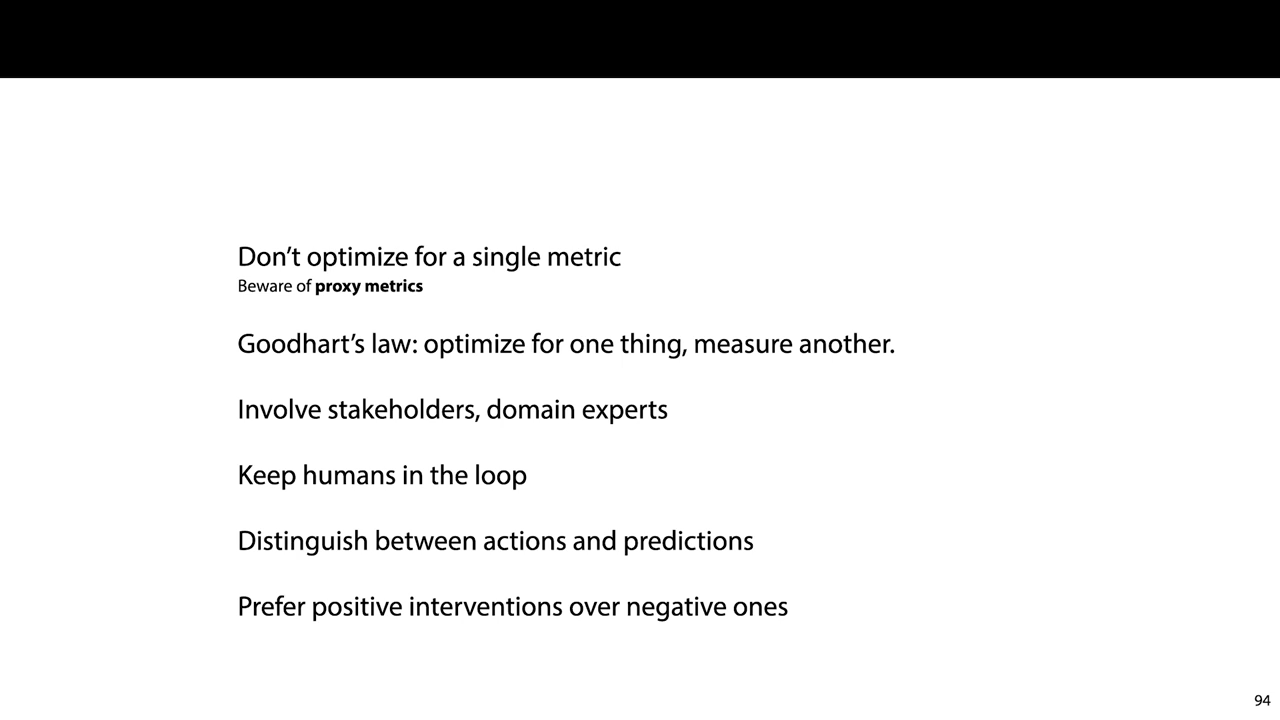 Don’t optimize for a single metric
Beware of proxy metrics
Goodhart’s law: optimize for one thing, measure another.
Involve stakeholders, domain experts
Keep humans in the loop
Distinguish between actions and predictions
Prefer positive interventions over negative ones
94